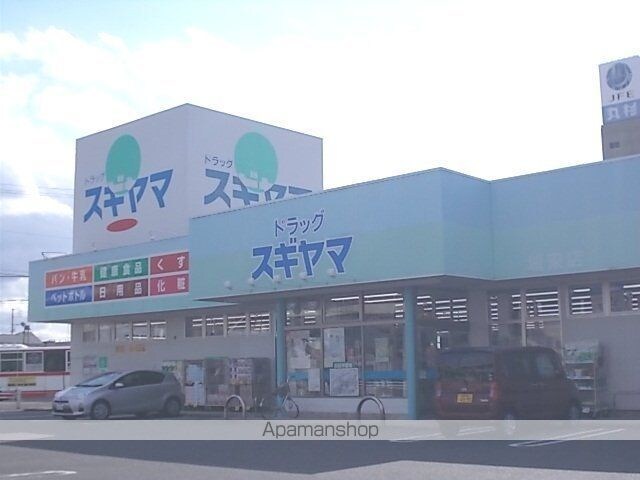 JFE
丸杉
ドラッグ
スギヤマ
ドラッグ
スギヤマ
ドラッグ
スギヤマ
パン・牛乳
健康食品
くすり
ペットボトル
日用品
化粧
Apamanshop